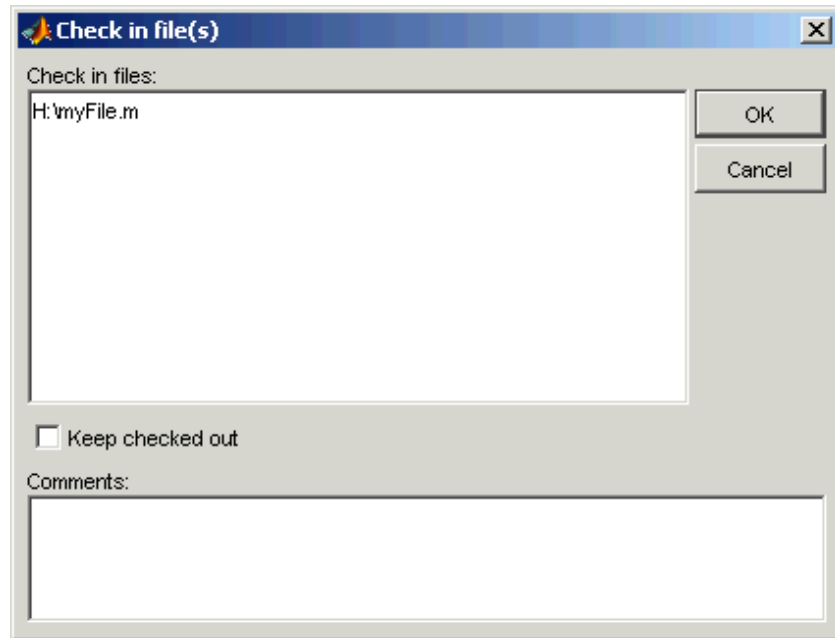 Check in file(s)
Check in files:
H:\myFile.m
OK
Cancel
Keep checked out
Comments: